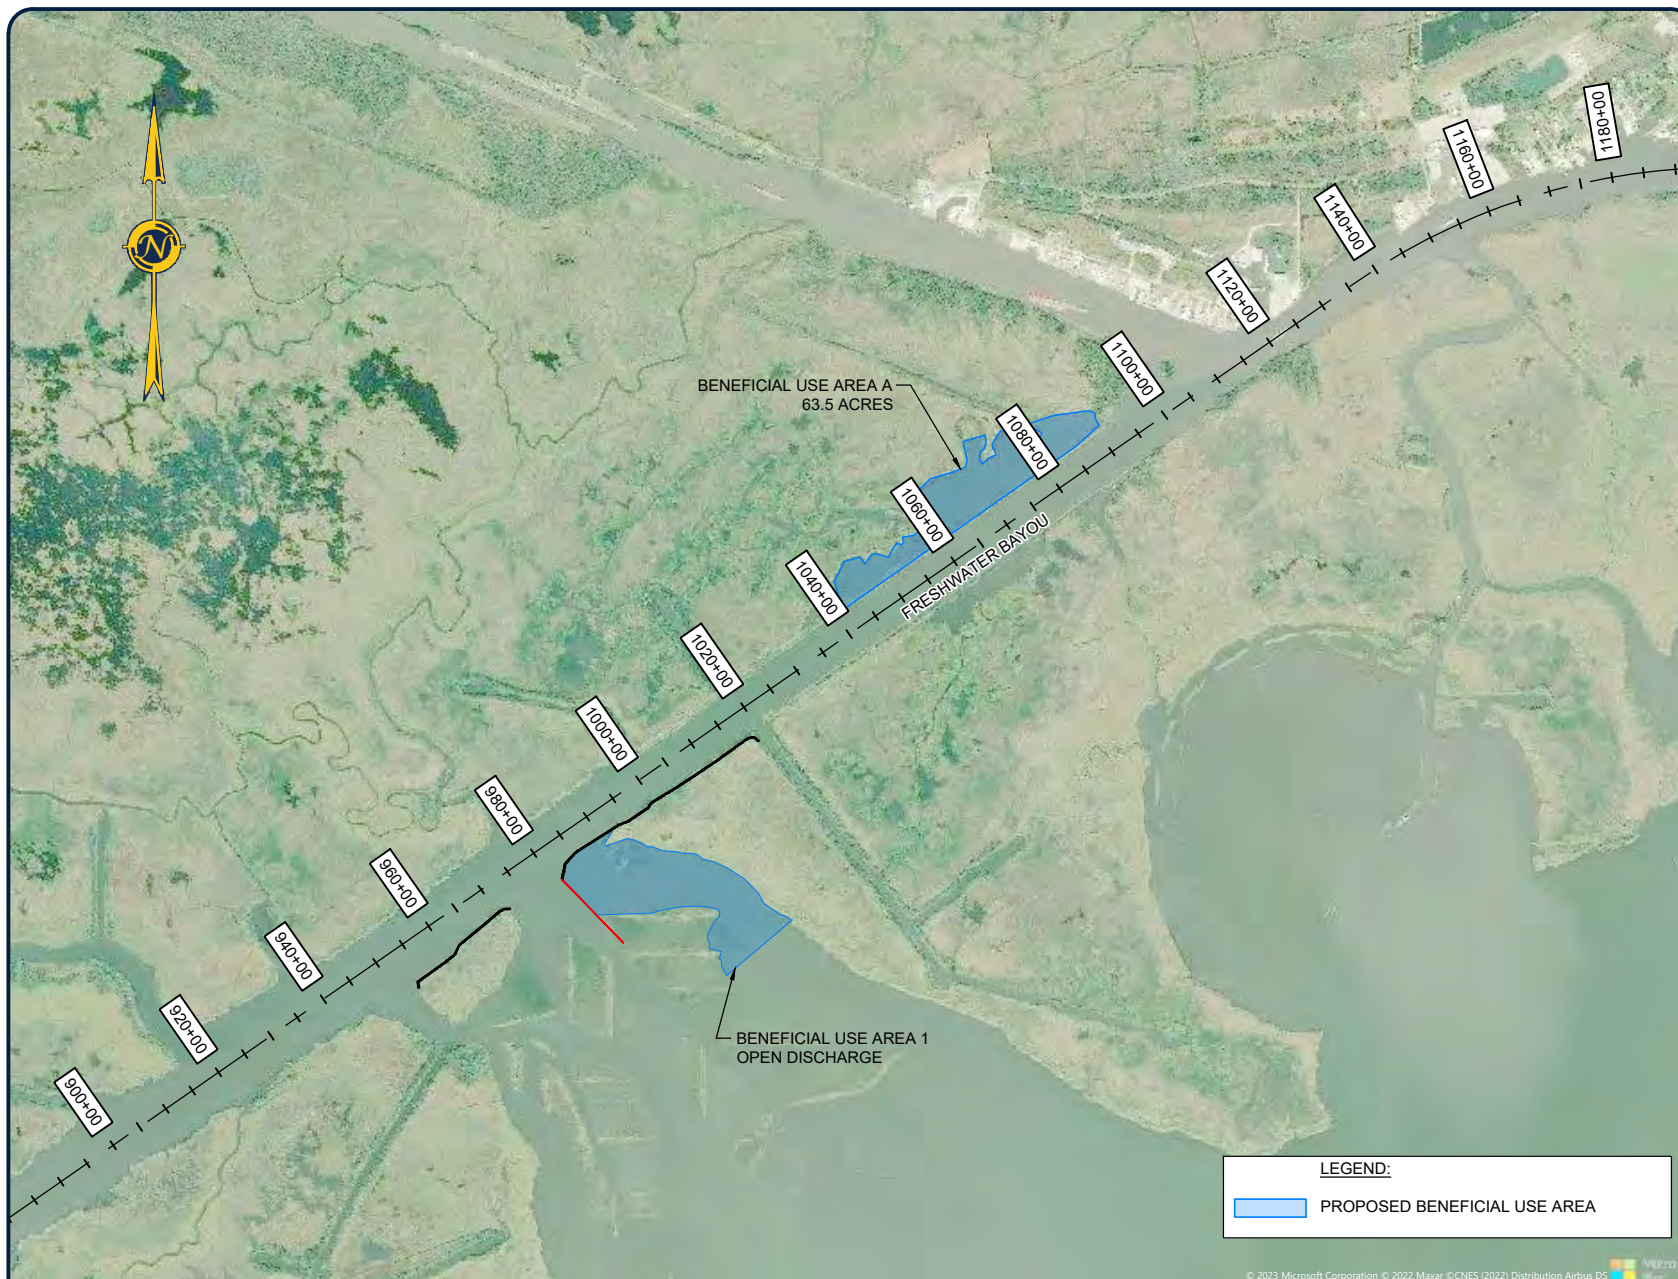 N
1180+00
1160+00
1140+00
1120+00
1100+00
BENEFICIAL USE AREA A
63.5 ACRES
1080+00
1060+00
FRESHWATER BAYOU
1040+00
1020+00
1000+00
980+00
960+00
940+00
920+00
900+00
BENEFICIAL USE AREA 1
OPEN DISCHARGE
LEGEND:
PROPOSED BENEFICIAL USE AREA
© 2023 Microsoft Corporation © 2022 Maxar ©CNES (2022) Distribution Airbus DS